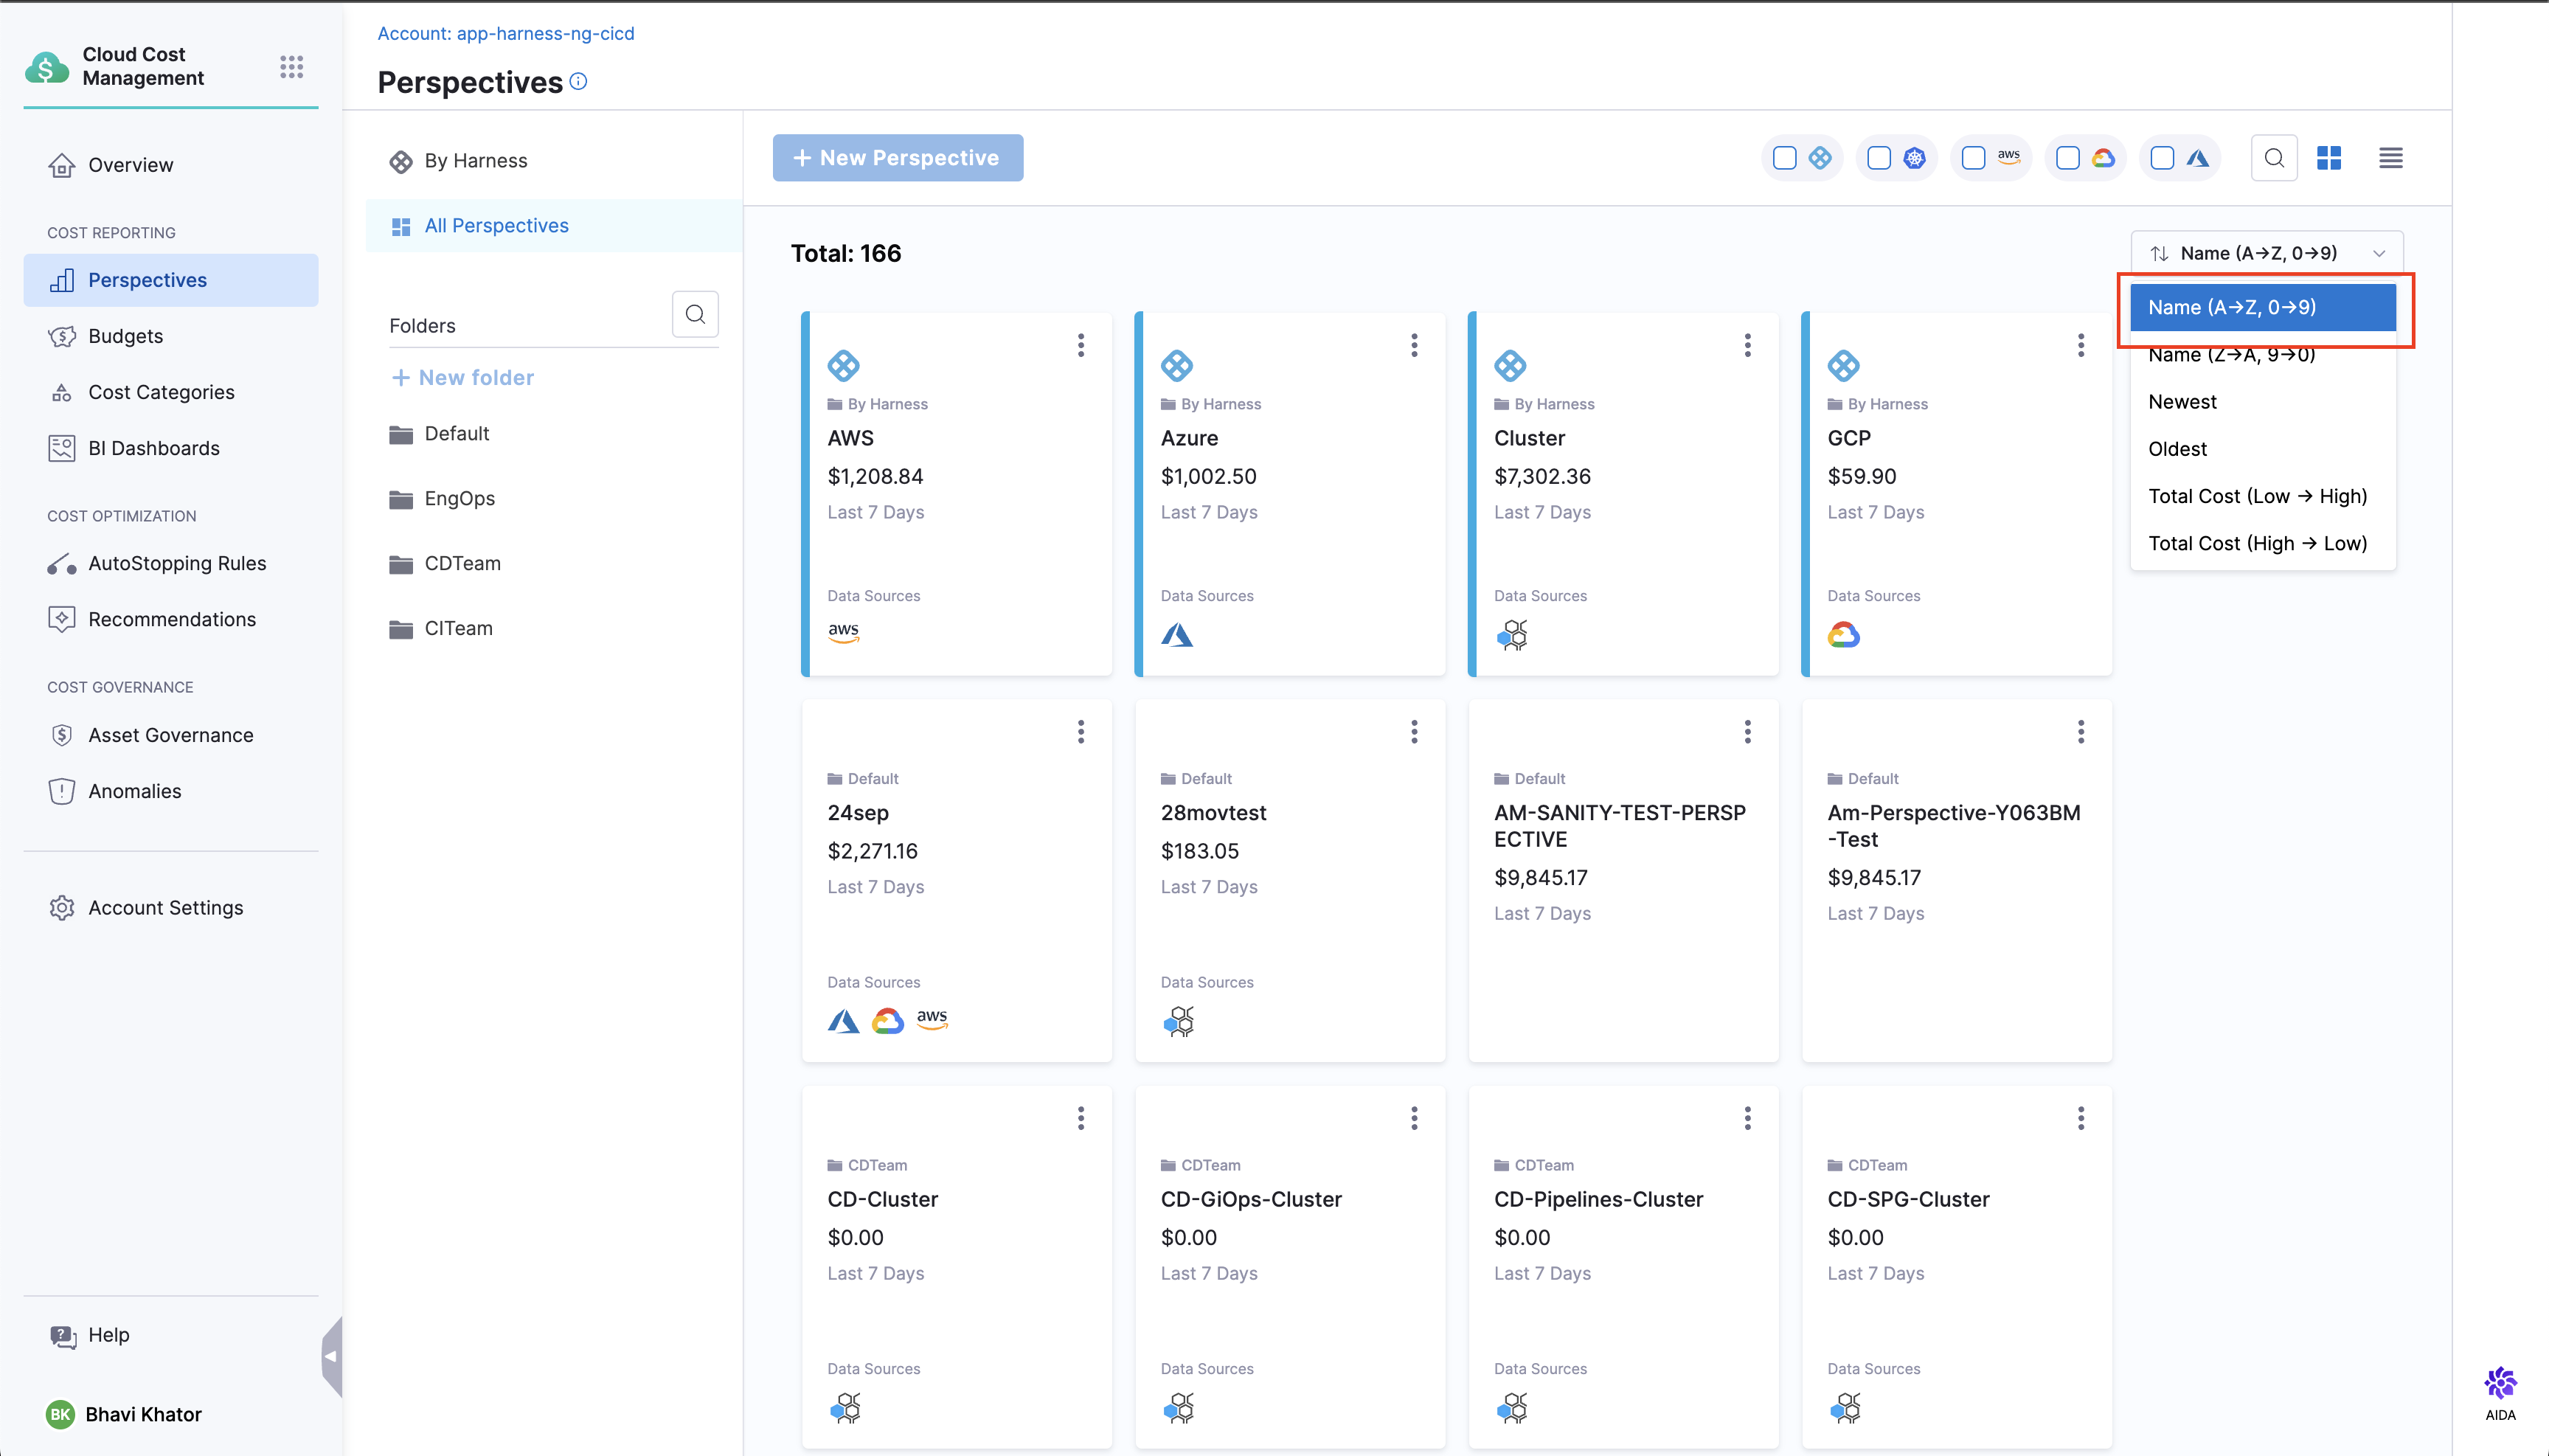 Cloud Cost
Management
Overview
COST REPORTING
Perspectives
Budgets
Cost Categories
BI Dashboards
COST OPTIMIZATION
AutoStopping Rules
Recommendations
COST GOVERNANCE
Asset Governance
Anomalies
Account Settings
Help
BK Bhavi Khator
Account: app-harness-ng-cicd
Perspectives
By Harness
All Perspectives
Folders
+ New folder
Default
EngOps
CDTeam
CITeam
+ New Perspective
aws
Total: 166
Name (A→Z, 0→9)
Name (A→Z, 0→9)
Name (Z→A, 9→0)
Newest
Oldest
Total Cost (Low → High)
Total Cost (High → Low)
By Harness
AWS
$1,208.84
Last 7 Days
Data Sources
aws
By Harness
Azure
$1,002.50
Last 7 Days
Data Sources
By Harness
Cluster
$7,302.36
Last 7 Days
Data Sources
By Harness
GCP
$59.90
Last 7 Days
Data Sources
Default
24sep
$2,271.16
Last 7 Days
Data Sources
aws
Default
28movtest
$183.05
Last 7 Days
Data Sources
Default
AM-SANITY-TEST-PERSP
ECTIVE
$9,845.17
Last 7 Days
Default
Am-Perspective-Y063BM
-Test
$9,845.17
Last 7 Days
CDTeam
CD-Cluster
$0.00
Last 7 Days
Data Sources
CDTeam
CD-GiOps-Cluster
$0.00
Last 7 Days
Data Sources
CDTeam
CD-Pipelines-Cluster
$0.00
Last 7 Days
Data Sources
CDTeam
CD-SPG-Cluster
$0.00
Last 7 Days
Data Sources
AIDA